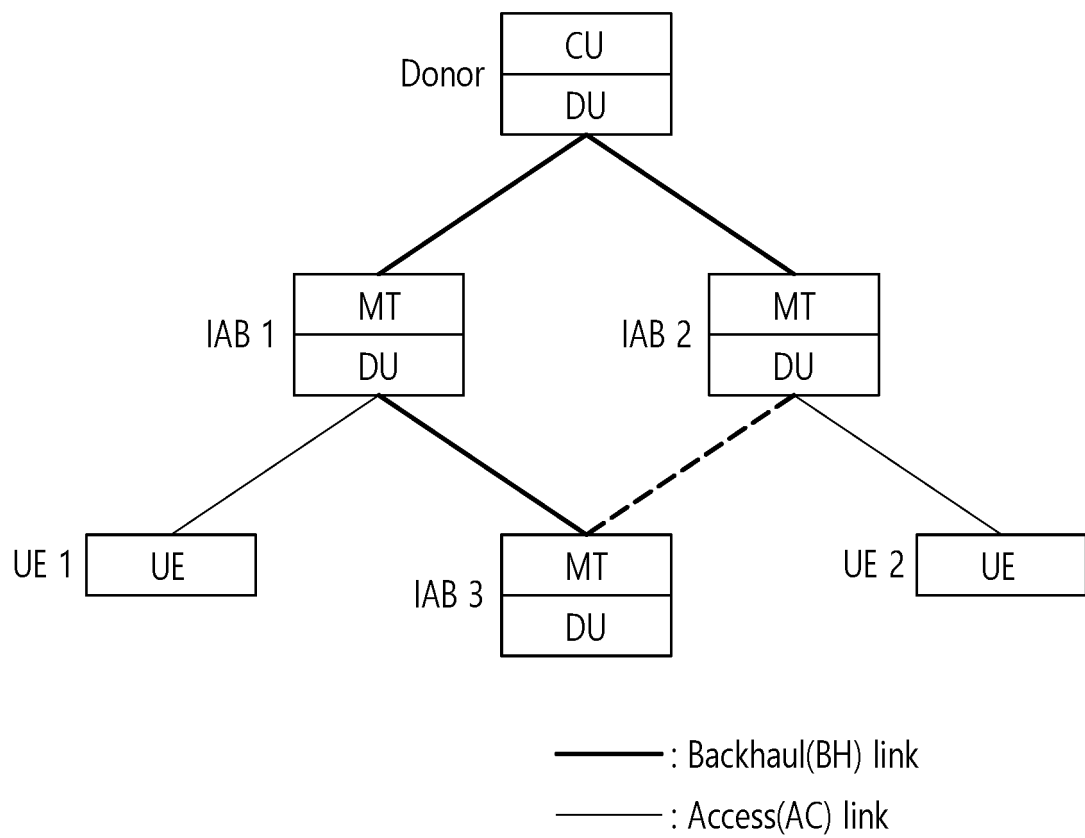 CU
Donor
DU
MT
IAB 1
DU
MT
IAB 2
DU
UE 1
UE
MT
IAB 3
DU
UE 2
UE
: Backhaul(BH) link
: Access(AC) link